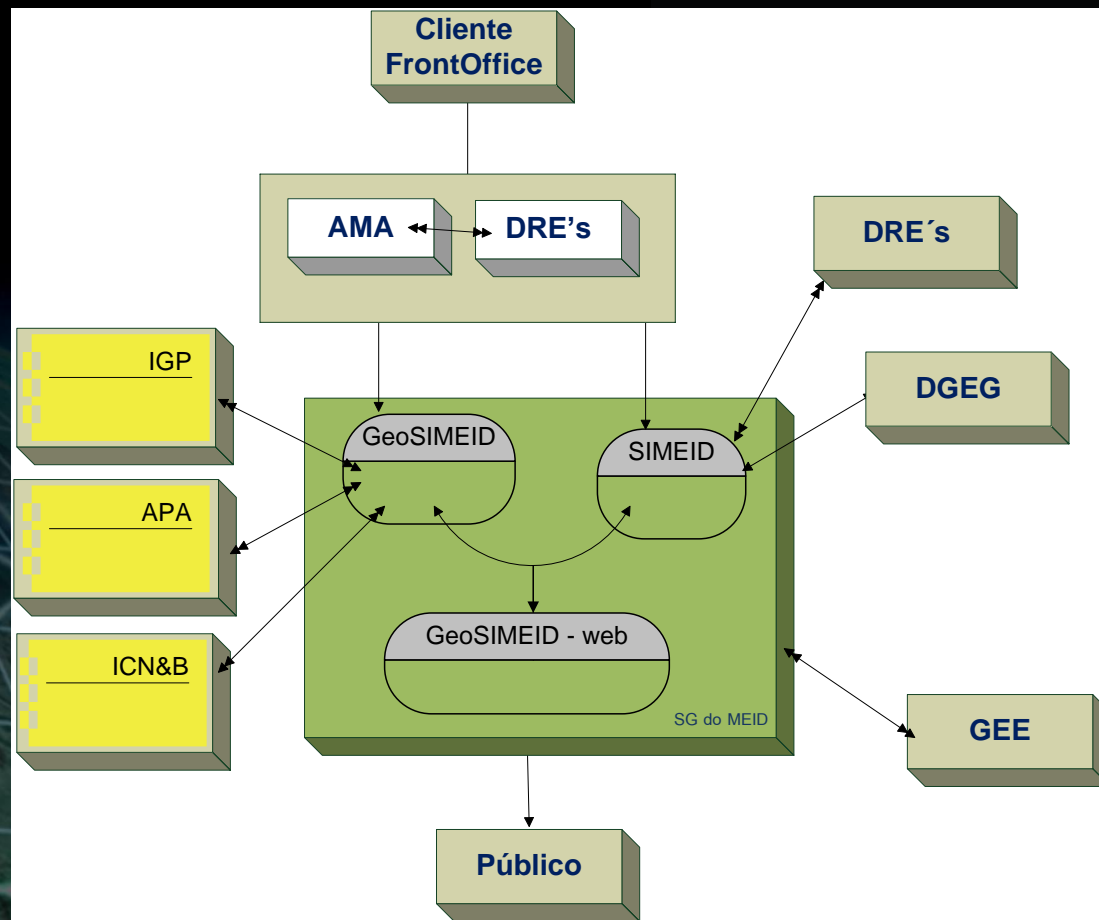 Cliente
FrontOffice
AMA
DRE's
DRE´s
IGP
DGEG
GeoSIMEID
SIMEID
APA
GeoSIMEID - web
ICN&B
SG do MEID
GEE
Público